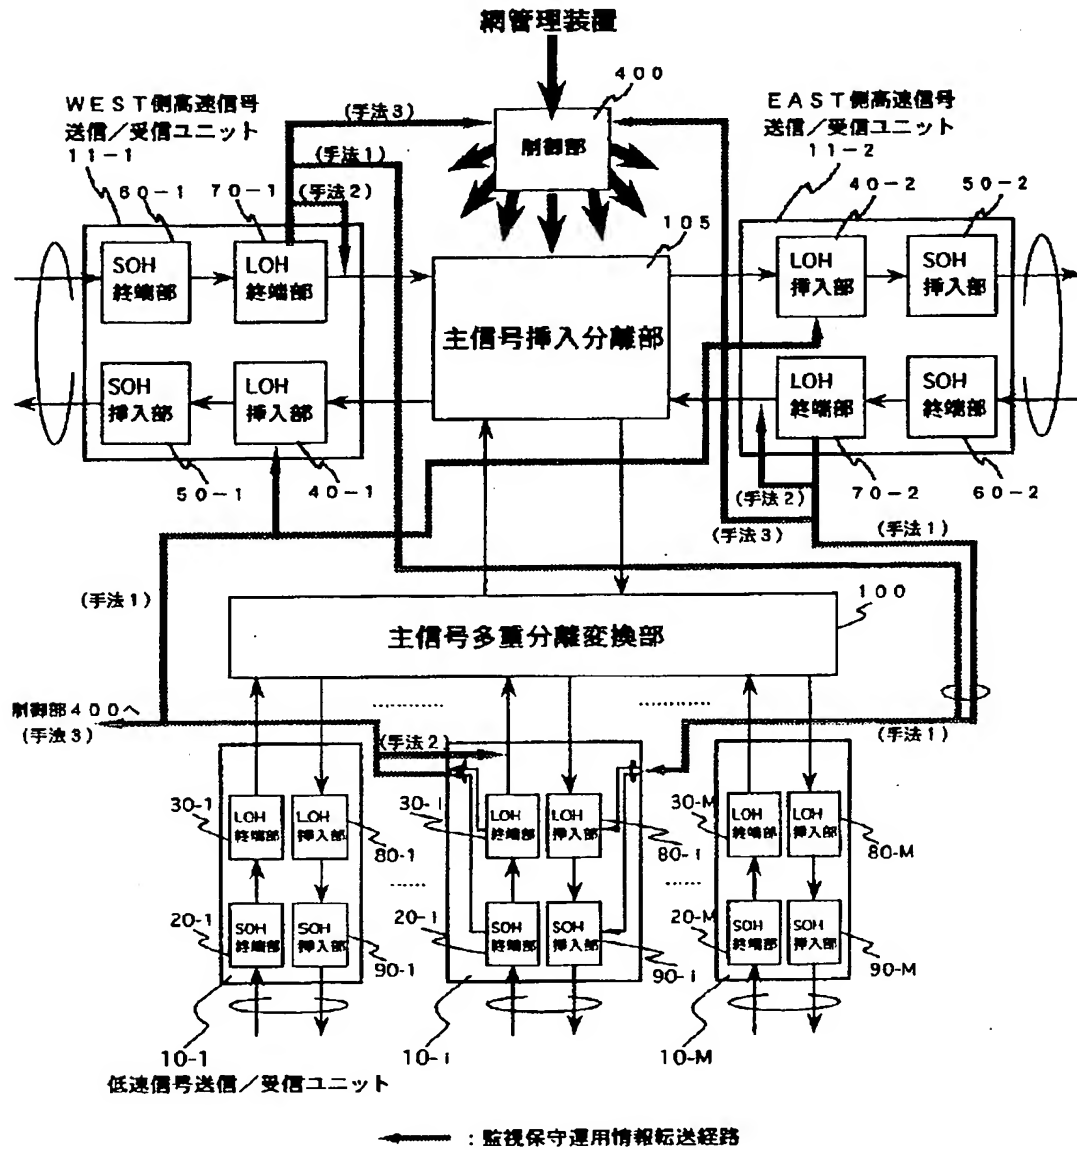 網管理装置
400
制御部
WEST側高速信号
送信/受信ユニット
11-1
60-1
70-1
(手法3)
(手法1)
(手法2)
EAST側高速信号
送信/受信ユニット
11-2
40-2
50-2
105
SOH
終端部
LOH
終端部
主信号挿入分離部
LOH
挿入部
SOH
挿入部
SOH
挿入部
LOH
挿入部
LOH
終端部
SOH
終端部
50-1
40-1
70-2
60-2
(手法2)
(手法3)
(手法1)
(手法1)
100
主信号多重分離変換部
制御部400へ
(手法3)
(手法2)
(手法1)
30-1
LOH
終端部
LOH
挿入部
80-1
20-1
SOH
終端部
SOH
挿入部
90-1
30-i
LOH
終端部
LOH
挿入部
80-i
20-i
SOH
終端部
SOH
挿入部
90-i
30-M
LOH
終端部
LOH
挿入部
80-M
20-M
SOH
終端部
SOH
挿入部
90-M
10-1
10-i
10-M
低速信号送信/受信ユニット
:監視保守運用情報転送経路